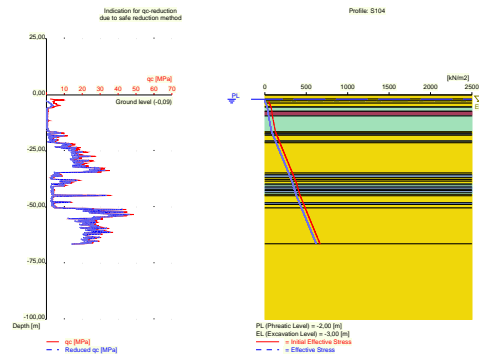 Indication for qc-reduction
due to safe reduction method
Profile: S104
25,00
qc [MPa]
10 20 30 40 50 60 70
0,00
Ground level (-0,09)
-25,00
-50,00
-75,00
-100,00
Depth [m]
qc [MPa]
Reduced qc [MPa]
[kN/m2]
0 500 1000 1500 2000 2500
PL
PL (Phreatic Level) = -2,00 [m]
EL (Excavation Level) = -3,00 [m]
= Initial Effective Stress
= Effective Stress